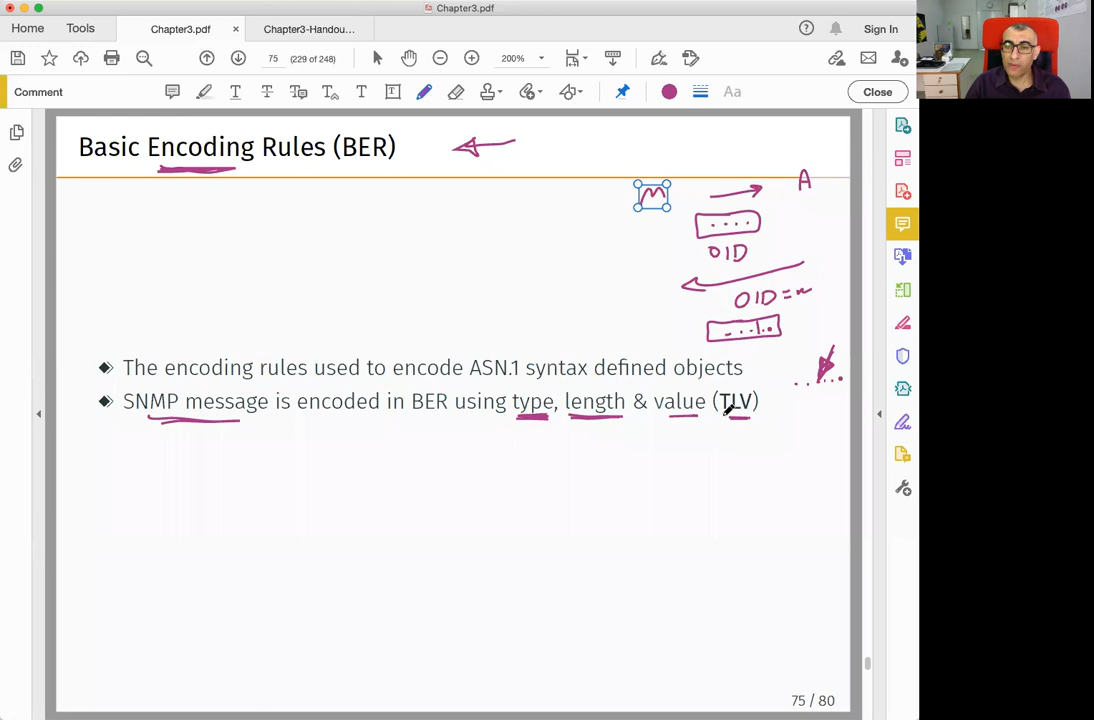 Chapter3.pdf
Home Tools Chapter3.pdf × Chapter3-Handou... Sign In
75 (229 of 248) 200%
Comment Aa Close
Basic Encoding Rules (BER)
M A
OID
OID = n
The encoding rules used to encode ASN.1 syntax defined objects
SNMP message is encoded in BER using type, length & value (TLV)
75 / 80